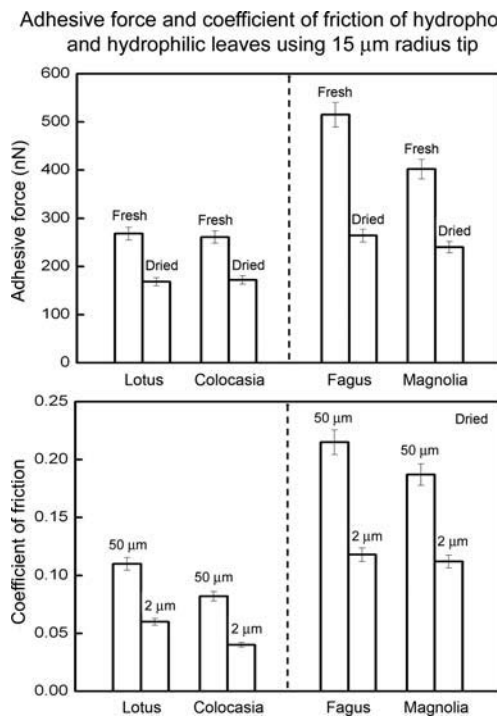 Adhesive force and coefficient of friction of hydropho
and hydrophilic leaves using 15 μm radius tip
600
500
400
300
200
100
0
Adhesive force (nN)
Fresh
Dried
Fresh
Dried
Fresh
Dried
Fresh
Dried
Lotus Colocasia Fagus Magnolia
0.25
0.20
0.15
0.10
0.05
0.00
Coefficient of friction
Dried
50 μm
2 μm
50 μm
2 μm
50 μm
2 μm
50 μm
2 μm
Lotus Colocasia Fagus Magnolia